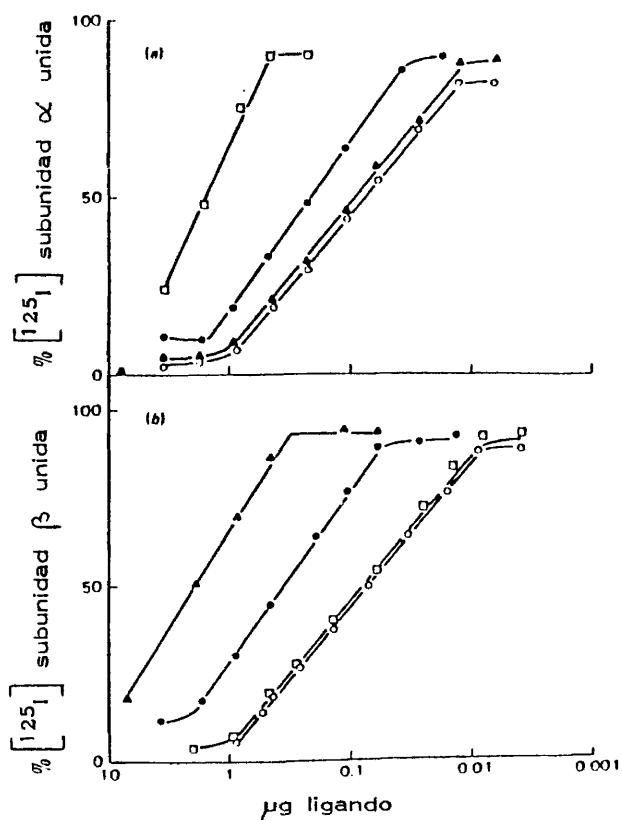 100
(a)
50
0
% [125I] subunidad α unida
100
(b)
50
0
% [125I] subunidad β unida
10
1
0.1
0.01
0.001
μg ligando